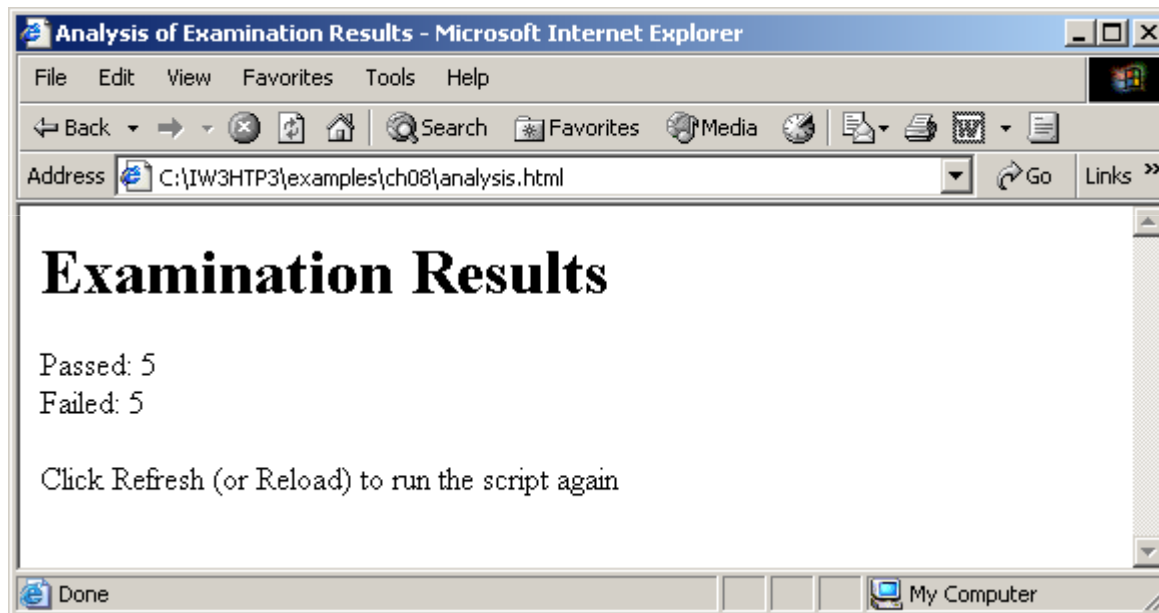 Analysis of Examination Results - Microsoft Internet Explorer
File Edit View Favorites Tools Help
Back Search Favorites Media
Address C:\IW3HTP3\examples\ch08\analysis.html Go Links »
Examination Results
Passed: 5
Failed: 5
Click Refresh (or Reload) to run the script again
Done My Computer